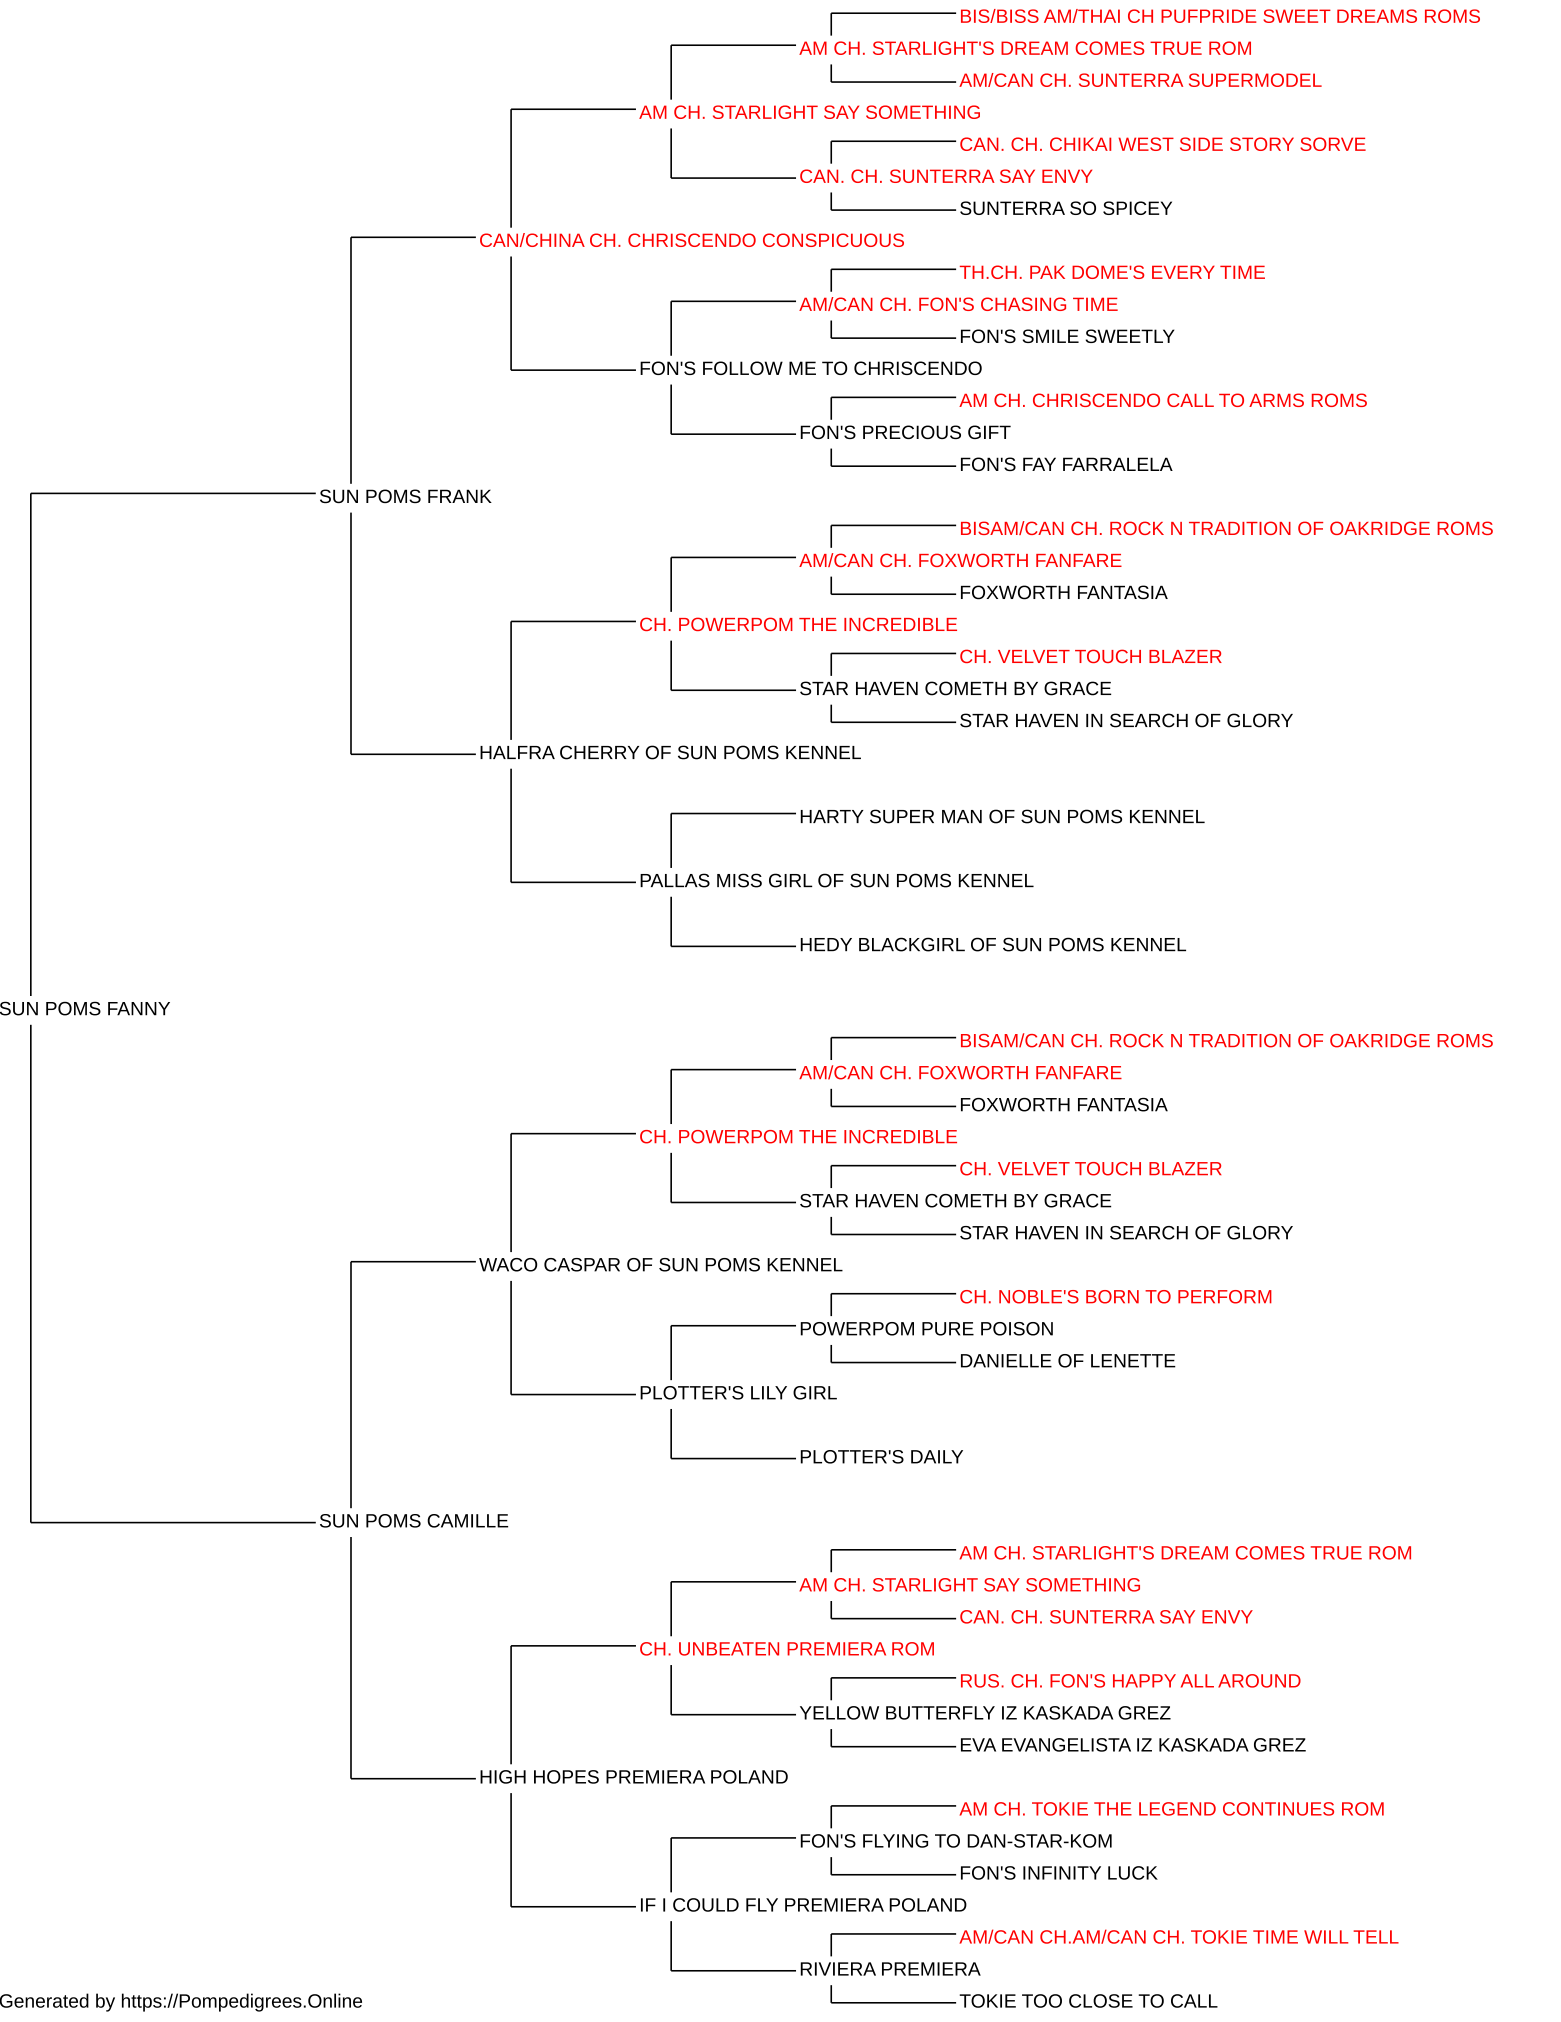 BIS/BISS AM/THAI CH PUFPRIDE SWEET DREAMS ROMS
AM CH. STARLIGHT'S DREAM COMES TRUE ROM
AM/CAN CH. SUNTERRA SUPERMODEL
AM CH. STARLIGHT SAY SOMETHING
CAN. CH. CHIKAI WEST SIDE STORY SORVE
CAN. CH. SUNTERRA SAY ENVY
SUNTERRA SO SPICEY
CAN/CHINA CH. CHRISCENDO CONSPICUOUS
TH.CH. PAK DOME'S EVERY TIME
AM/CAN CH. FON'S CHASING TIME
FON'S SMILE SWEETLY
FON'S FOLLOW ME TO CHRISCENDO
AM CH. CHRISCENDO CALL TO ARMS ROMS
FON'S PRECIOUS GIFT
FON'S FAY FARRALELA
SUN POMS FRANK
BISAM/CAN CH. ROCK N TRADITION OF OAKRIDGE ROMS
AM/CAN CH. FOXWORTH FANFARE
FOXWORTH FANTASIA
CH. POWERPOM THE INCREDIBLE
CH. VELVET TOUCH BLAZER
STAR HAVEN COMETH BY GRACE
STAR HAVEN IN SEARCH OF GLORY
HALFRA CHERRY OF SUN POMS KENNEL
HARTY SUPER MAN OF SUN POMS KENNEL
PALLAS MISS GIRL OF SUN POMS KENNEL
HEDY BLACKGIRL OF SUN POMS KENNEL
SUN POMS FANNY
BISAM/CAN CH. ROCK N TRADITION OF OAKRIDGE ROMS
AM/CAN CH. FOXWORTH FANFARE
FOXWORTH FANTASIA
CH. POWERPOM THE INCREDIBLE
CH. VELVET TOUCH BLAZER
STAR HAVEN COMETH BY GRACE
STAR HAVEN IN SEARCH OF GLORY
WACO CASPAR OF SUN POMS KENNEL
CH. NOBLE'S BORN TO PERFORM
POWERPOM PURE POISON
DANIELLE OF LENETTE
PLOTTER'S LILY GIRL
PLOTTER'S DAILY
SUN POMS CAMILLE
AM CH. STARLIGHT'S DREAM COMES TRUE ROM
AM CH. STARLIGHT SAY SOMETHING
CAN. CH. SUNTERRA SAY ENVY
CH. UNBEATEN PREMIERA ROM
RUS. CH. FON'S HAPPY ALL AROUND
YELLOW BUTTERFLY IZ KASKADA GREZ
EVA EVANGELISTA IZ KASKADA GREZ
HIGH HOPES PREMIERA POLAND
AM CH. TOKIE THE LEGEND CONTINUES ROM
FON'S FLYING TO DAN-STAR-KOM
FON'S INFINITY LUCK
IF I COULD FLY PREMIERA POLAND
AM/CAN CH.AM/CAN CH. TOKIE TIME WILL TELL
RIVIERA PREMIERA
TOKIE TOO CLOSE TO CALL
Generated by https://Pompedigrees.Online